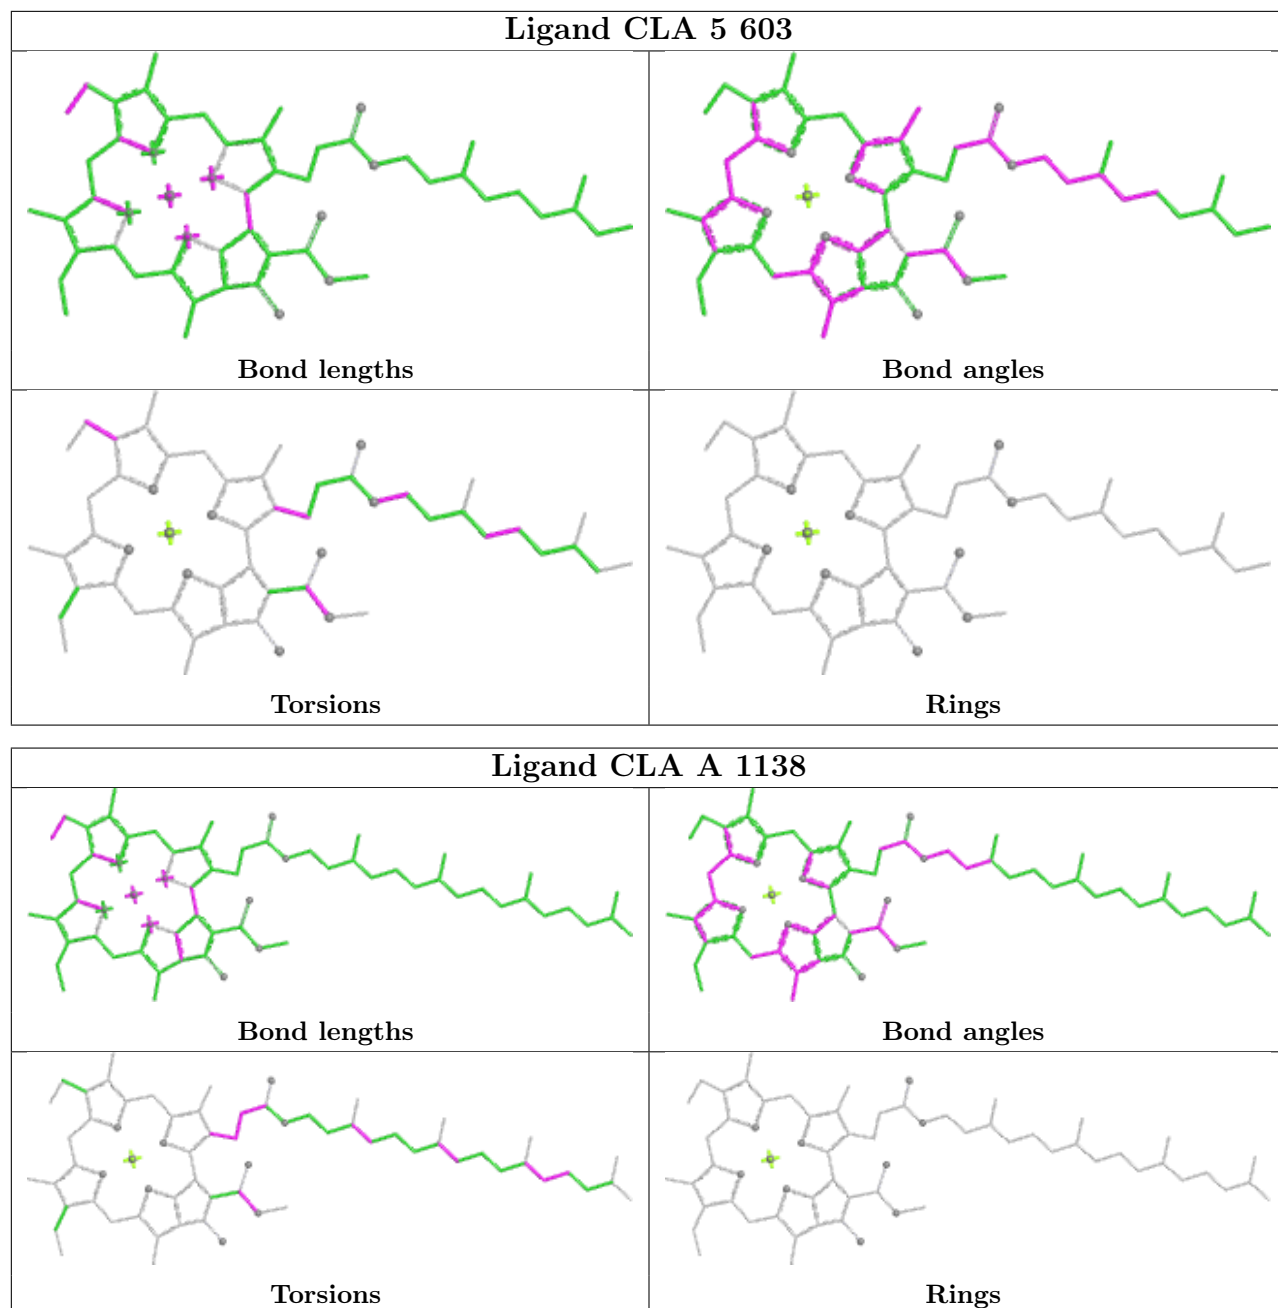 Ligand CLA 5 603
Bond lengths
Bond angles
Torsions
Rings
Ligand CLA A 1138
Bond lengths
Bond angles
Torsions
Rings